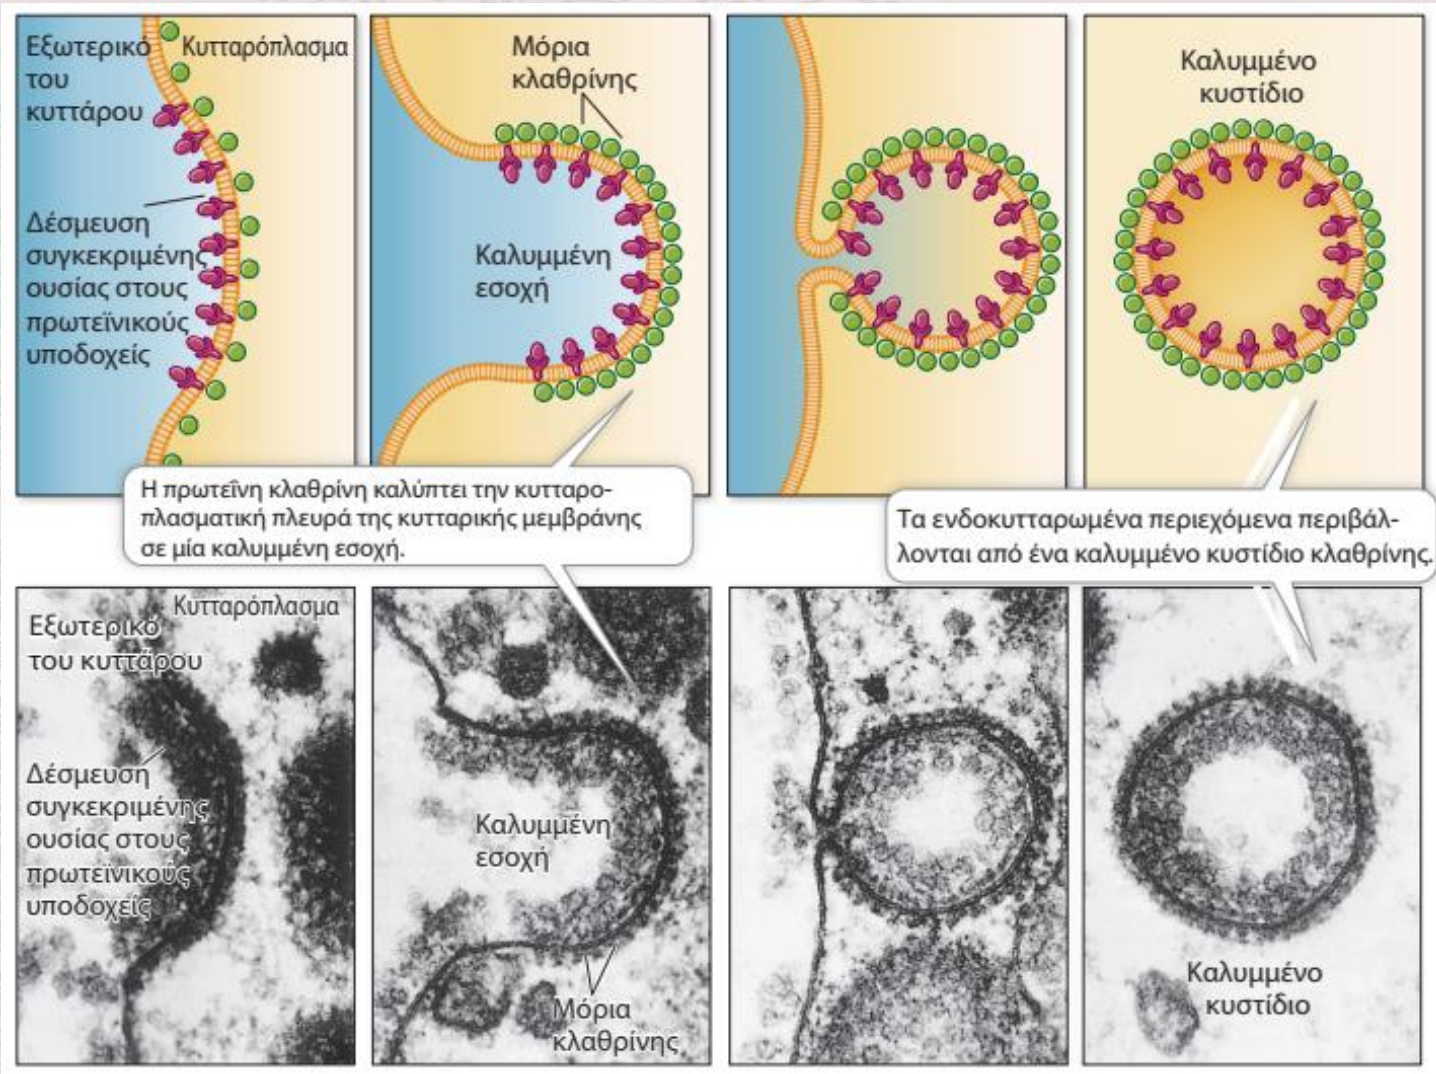 Εξωτερικό
του
κυττάρου
Κυτταρόπλασμα
Δέσμευση
συγκεκριμένης
ουσίας στους
πρωτεϊνικούς
υποδοχείς
Μόρια
κλαθρίνης
Καλυμμένη
εσοχή
Καλυμμένο
κυστίδιο
Η πρωτεΐνη κλαθρίνη καλύπτει την κυτταρο-
πλασματική πλευρά της κυτταρικής μεμβράνης
σε μία καλυμμένη εσοχή.
Τα ενδοκυτταρωμένα περιεχόμενα περιβάλ-
λονται από ένα καλυμμένο κυστίδιο κλαθρίνης.
Εξωτερικό
του κυττάρου
Κυτταρόπλασμα
Δέσμευση
συγκεκριμένης
ουσίας στους
πρωτεϊνικούς
υποδοχείς
Καλυμμένη
εσοχή
Μόρια
κλαθρίνης
Καλυμμένο
κυστίδιο